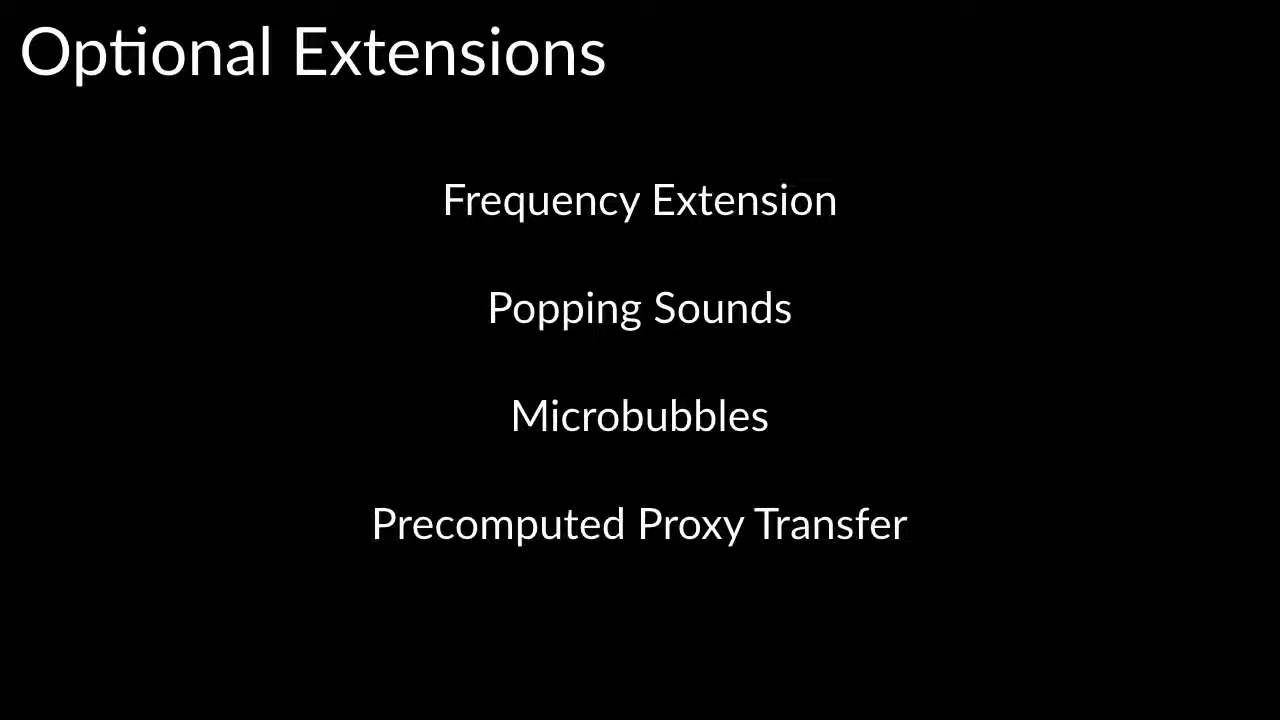 Optional Extensions
Frequency Extension
Popping Sounds
Microbubbles
Precomputed Proxy Transfer